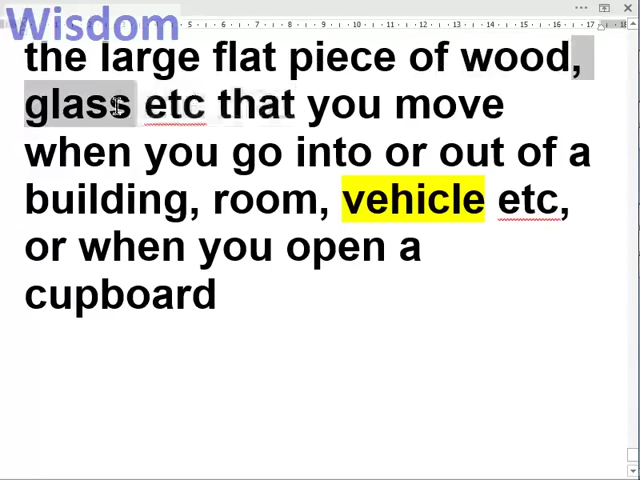 Wisdom
the large flat piece of wood,
glass etc that you move
when you go into or out of a
building, room, vehicle etc,
or when you open a
cupboard